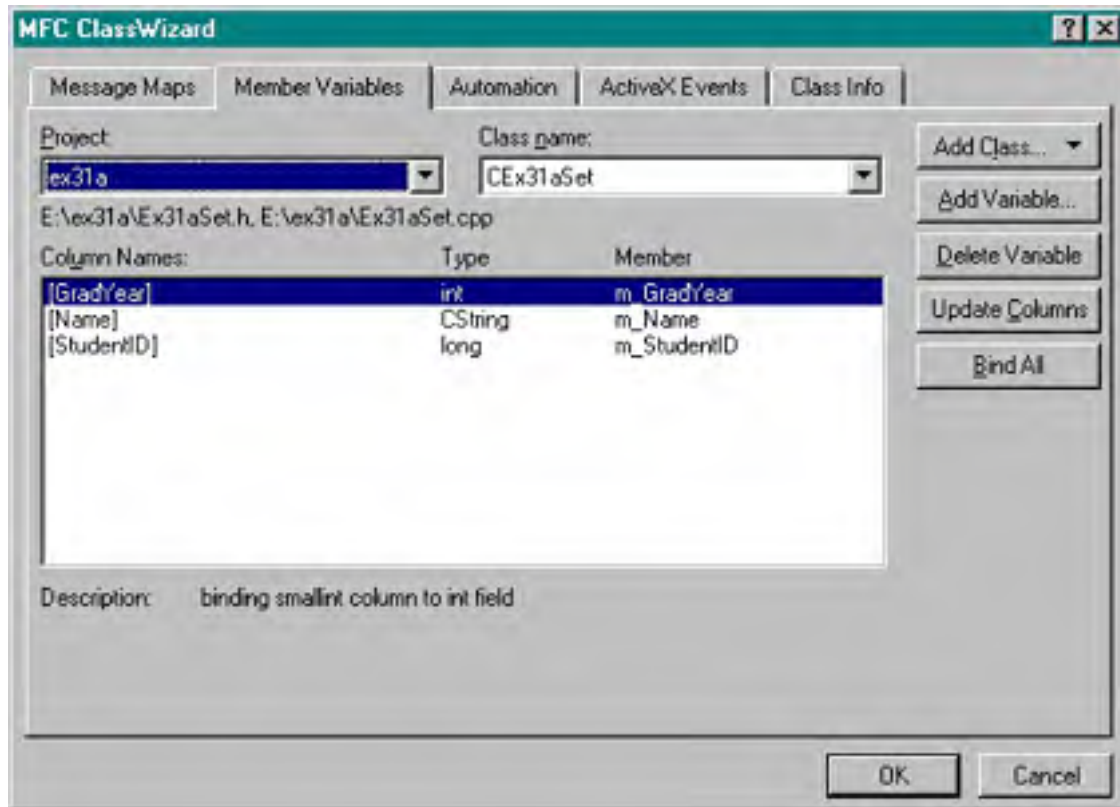 MFC ClassWizard
Message Maps Member Variables Automation ActiveX Events Class Info
Project: Class name:
ex31a CEx31aSet
E:\ex31a\Ex31aSet.h, E:\ex31a\Ex31aSet.cpp
Column Names: Type Member
[GradYear] int m_GradYear
[Name] CString m_Name
[StudentID] long m_StudentID
Add Class...
Add Variable...
Delete Variable
Update Columns
Bind All
Description: binding smallint column to int field
OK Cancel